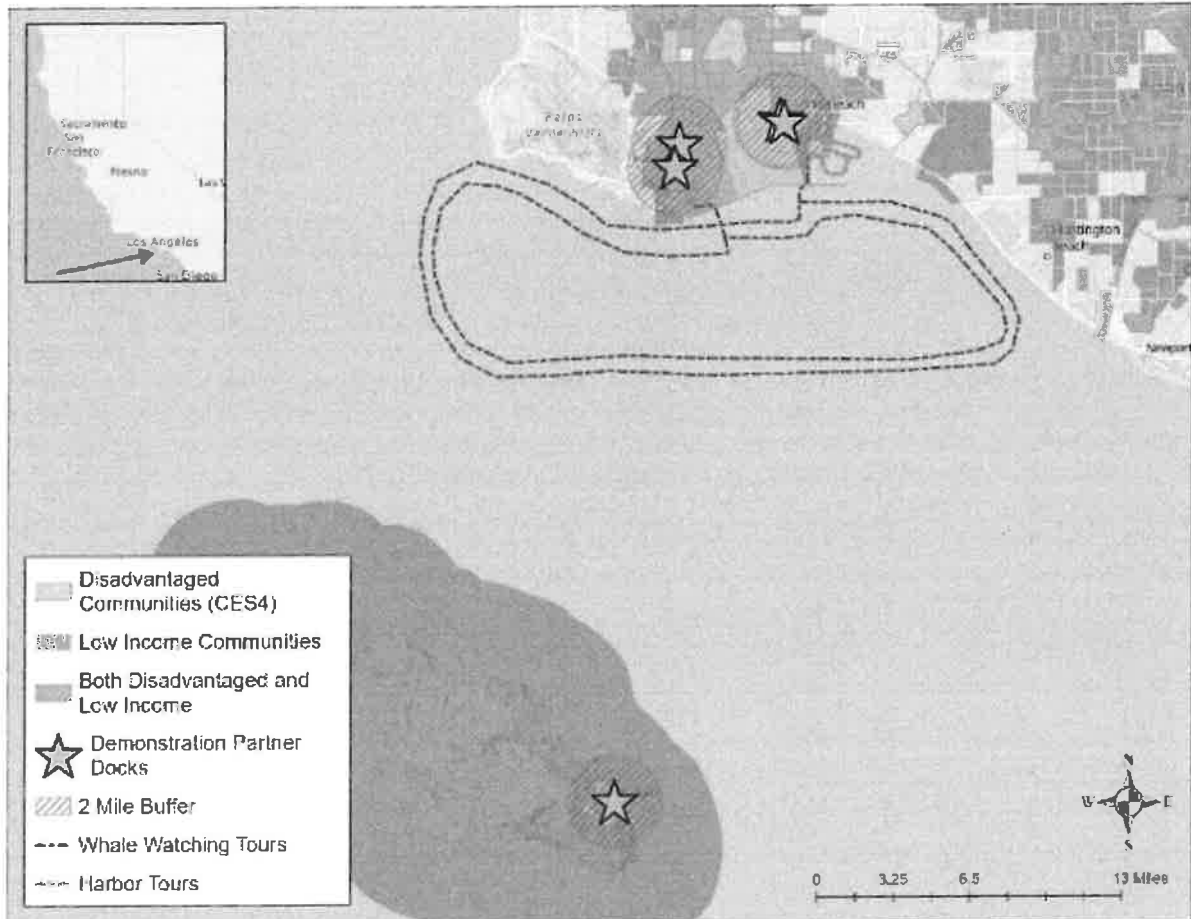 Sacramento
San
Francisco
Fresno
Los Angeles
San Diego
Palos
Verde Hills
Huntington
Beach
Newport
Disadvantaged
Communities (CES4)
Low Income Communities
Both Disadvantaged and
Low Income
Demonstration Partner
Docks
2 Mile Buffer
Whale Watching Tours
Harbor Tours
N
W
E
S
0 3.25 6.5 13 Miles